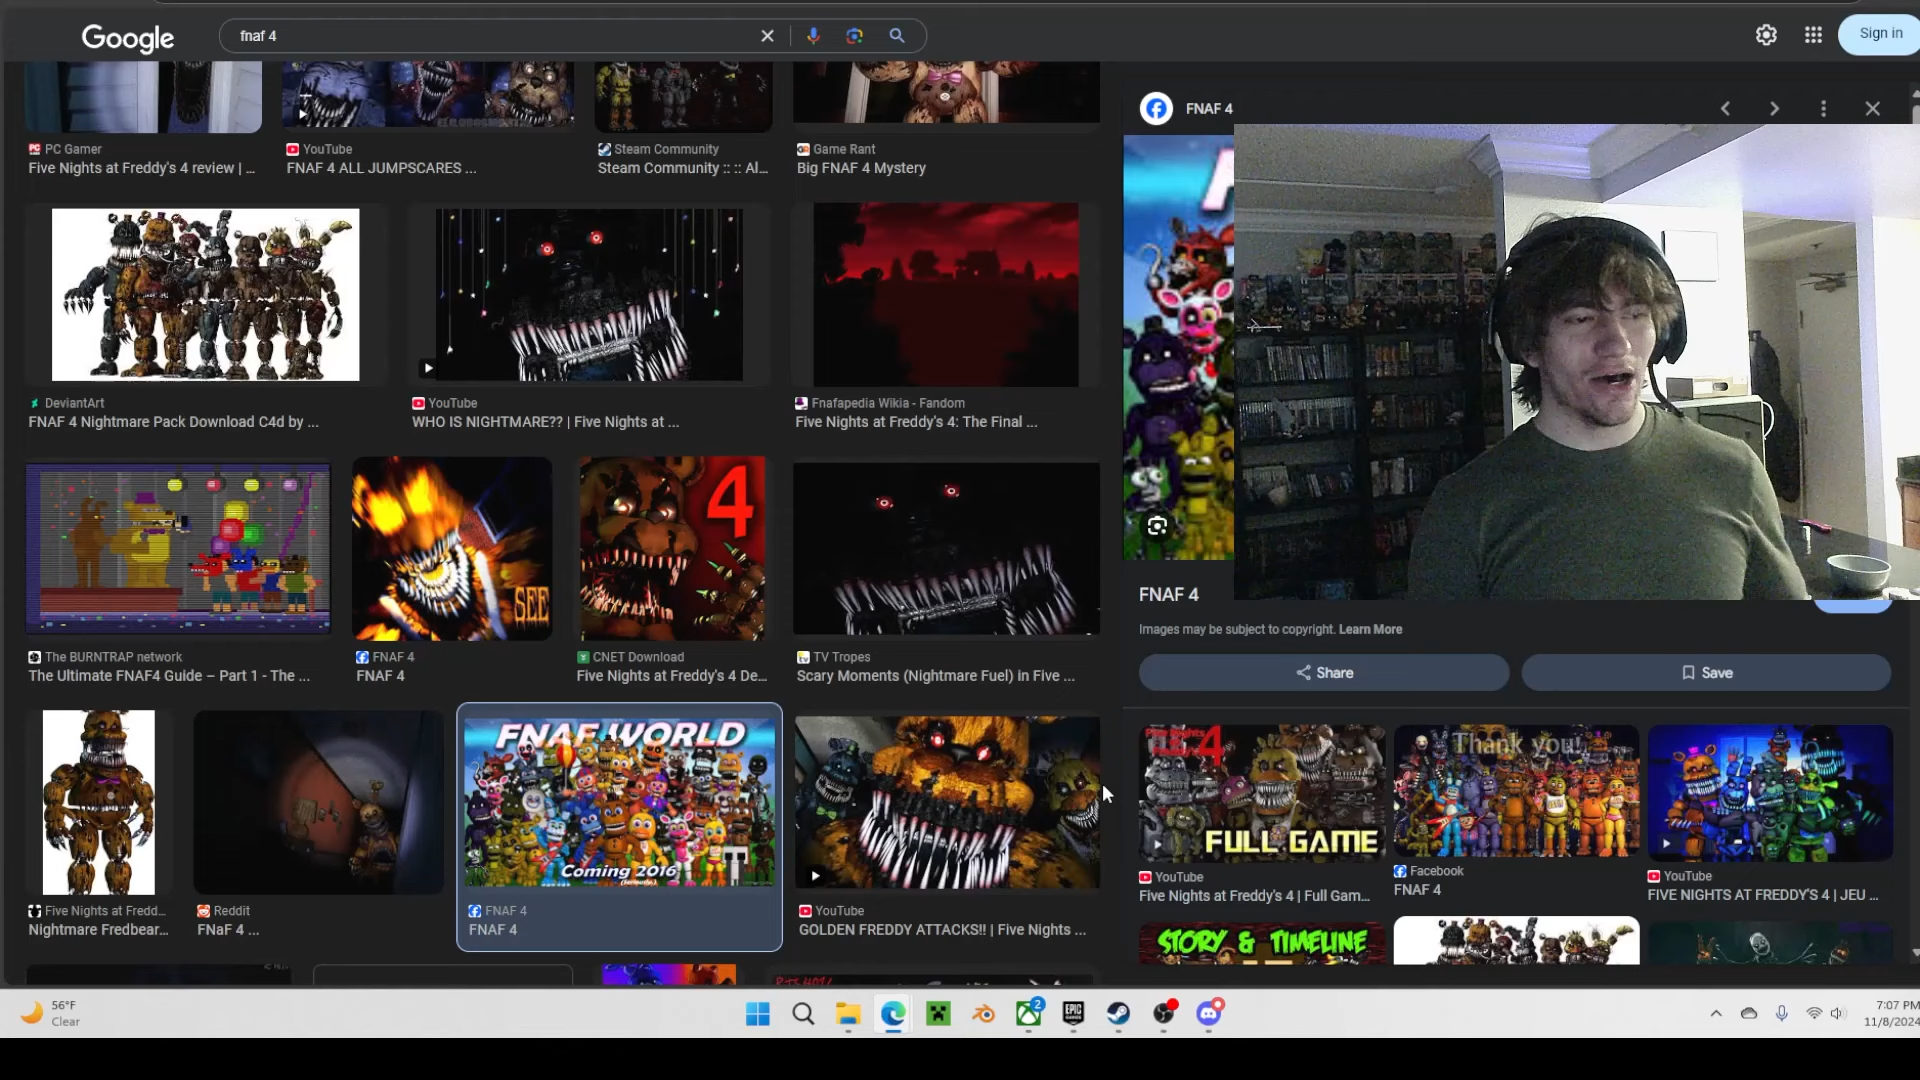 Google
fnaf 4
Sign in
PC Gamer
Five Nights at Freddy's 4 review | ...
YouTube
FNAF 4 ALL JUMPSCARES ...
Steam Community
Steam Community :: :: Al...
Game Rant
Big FNAF 4 Mystery
FNAF 4
DeviantArt
FNAF 4 Nightmare Pack Download C4d by ...
YouTube
WHO IS NIGHTMARE?? | Five Nights at ...
Fnafapedia Wikia - Fandom
Five Nights at Freddy's 4: The Final ...
SEE
4
The BURNTRAP network
The Ultimate FNAF4 Guide – Part 1 - The ...
FNAF 4
FNAF 4
CNET Download
Five Nights at Freddy's 4 De...
TV Tropes
Scary Moments (Nightmare Fuel) in Five ...
FNAF 4
Images may be subject to copyright. Learn More
Share
Save
FNAF WORLD
Coming 2016
Five Nights at Fredd...
Nightmare Fredbear...
Reddit
FNaF 4 ...
FNAF 4
FNAF 4
YouTube
GOLDEN FREDDY ATTACKS!! | Five Nights ...
Five Nights
4
FULL GAME
YouTube
Five Nights at Freddy's | Full Gam...
Thank you!
Facebook
FNAF 4
YouTube
FIVE NIGHTS AT FREDDY'S 4 | JEU ...
STORY & TIMELINE
56°F
Clear
2
EPIC
GAMES
7:07 PM
11/8/2024